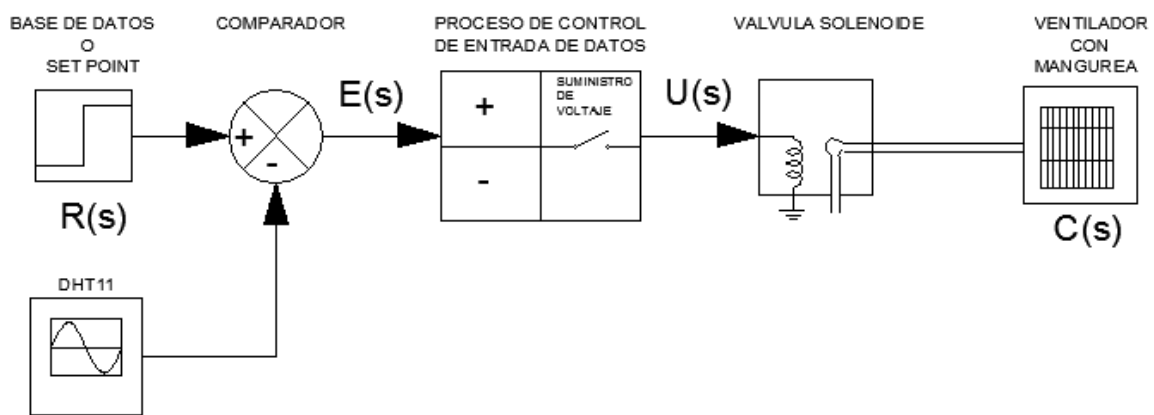 BASE DE DATOS
O
SET POINT
COMPARADOR
PROCESO DE CONTROL
DE ENTRADA DE DATOS
VALVULA SOLENOIDE
VENTILADOR
CON
MANGUREA
E(s)
+
SUMINISTRO
DE
VOLTAJE
U(s)
+
-
-
R(s)
C(s)
DHT11